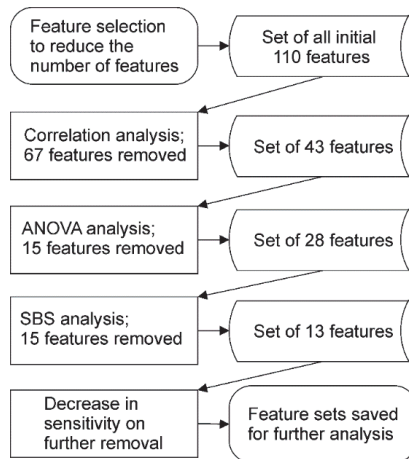 Feature selection
to reduce the
number of features
Set of all initial
110 features
Correlation analysis;
67 features removed
Set of 43 features
ANOVA analysis;
15 features removed
Set of 28 features
SBS analysis;
15 features removed
Set of 13 features
Decrease in
sensitivity on
further removal
Feature sets saved
for further analysis